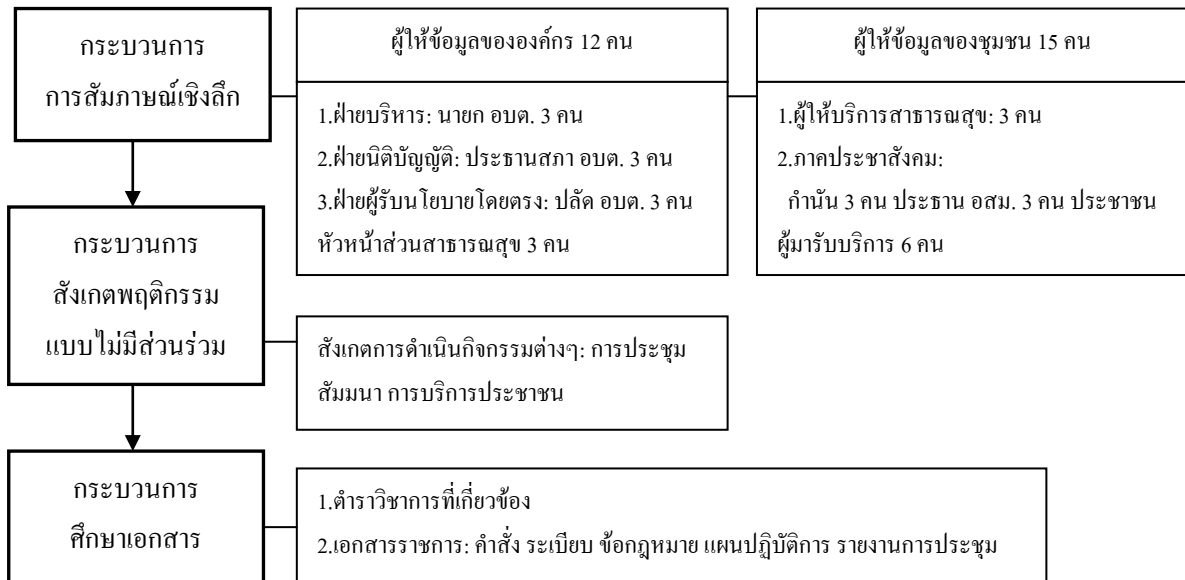 กระบวนการ
การสัมภาษณ์เชิงลึก
ผู้ให้ข้อมูลขององค์กร 12 คน
1.ฝ่ายบริหาร: นายก อบต. 3 คน
2.ฝ่ายนิติบัญญัติ: ประธานสภา อบต. 3 คน
3.ฝ่ายผู้รับนโยบายโดยตรง: ปลัด อบต. 3 คน
หัวหน้าส่วนสาธารณสุข 3 คน
ผู้ให้ข้อมูลของชุมชน 15 คน
1.ผู้ให้บริการสาธารณสุข: 3 คน
2.ภาคประชาสังคม:
กำนัน 3 คน ประธาน อสม. 3 คน ประชาชน
ผู้มารับบริการ 6 คน
กระบวนการ
สังเกตพฤติกรรม
แบบไม่มีส่วนร่วม
สังเกตการดำเนินกิจกรรมต่างๆ: การประชุม
สัมมนา การบริการประชาชน
กระบวนการ
ศึกษาเอกสาร
1.ตำราวิชาการที่เกี่ยวข้อง
2.เอกสารราชการ: คำสั่ง ระเบียบ ข้อกฎหมาย แผนปฏิบัติการ รายงานการประชุม